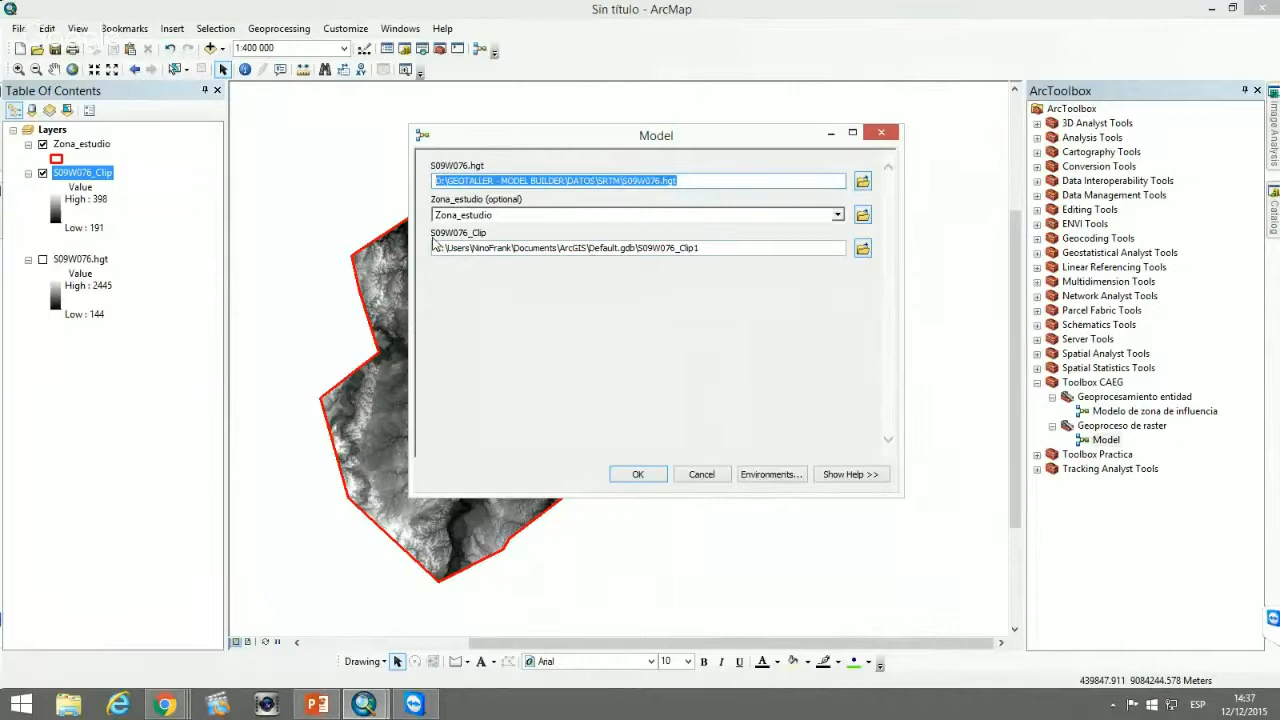 Sin título - ArcMap
File Edit View Bookmarks Insert Selection Geoprocessing Customize Windows Help
1:400 000
Table Of Contents
Layers
Zona_estudio
S09W076_Clip
Value
High : 398
Low : 191
S09W076.hgt
Value
High : 2445
Low : 144
Model
S09W076.hgt
D:\GEOTALLER - MODEL BUILDER\DATOS\SRTM\S09W076.hgt
Zona_estudio (optional)
Zona_estudio
S09W076_Clip
\Users\NinoFrank\Documents\ArcGIS\Default.gdb\S09W076_Clip1
OK Cancel Environments... Show Help >>
ArcToolbox
ArcToolbox
3D Analyst Tools
Analysis Tools
Cartography Tools
Conversion Tools
Data Interoperability Tools
Data Management Tools
Editing Tools
Geocoding Tools
Geostatistical Analyst Tools
Linear Referencing Tools
Multidimension Tools
Network Analyst Tools
Parcel Fabric Tools
Schematics Tools
Server Tools
Spatial Analyst Tools
Spatial Statistics Tools
Toolbox CAEG
Geoprocesamiento entidad
Modelo de zona de influencia
Geoproceso de raster
Model
Toolbox Practica
Tracking Analyst Tools
Image Analysis
Catalog
Drawing
Arial
10
B I U A
439847.911 9084244.578 Meters
ESP
14:37
12/12/2015